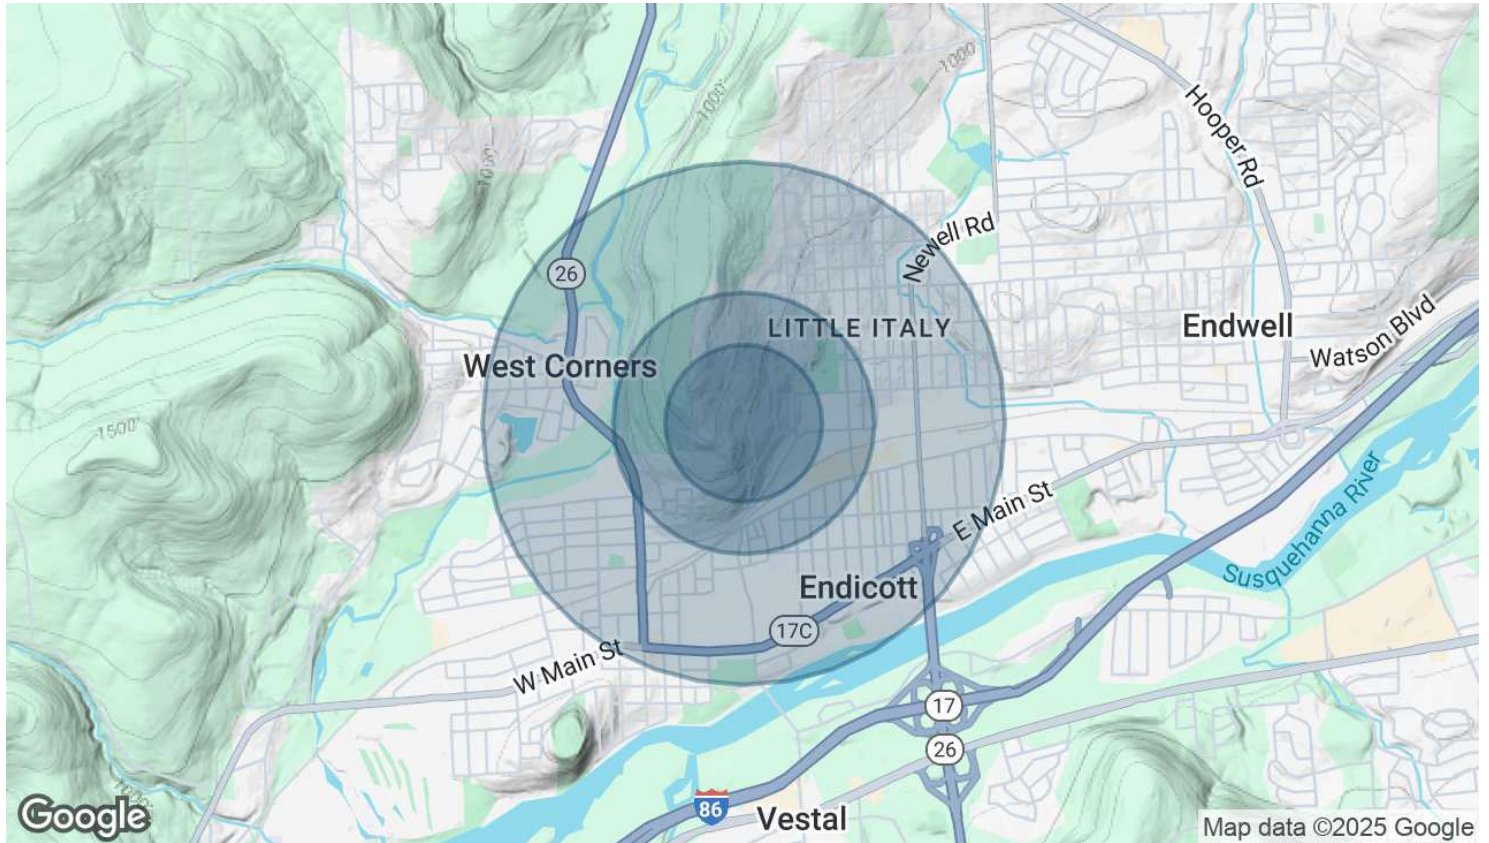 1000'
1000'
1000'
Hooper Rd
Newell Rd
26
LITTLE ITALY
Endwell
Watson Blvd
West Corners
1500'
E Main St
Susquehanna River
Endicott
17C
W Main St
17
26
86
Vestal
Google
Map data ©2025 Google